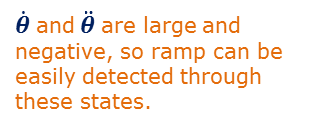 θ̇ and θ̈ are large and
negative, so ramp can be
easily detected through
these states.